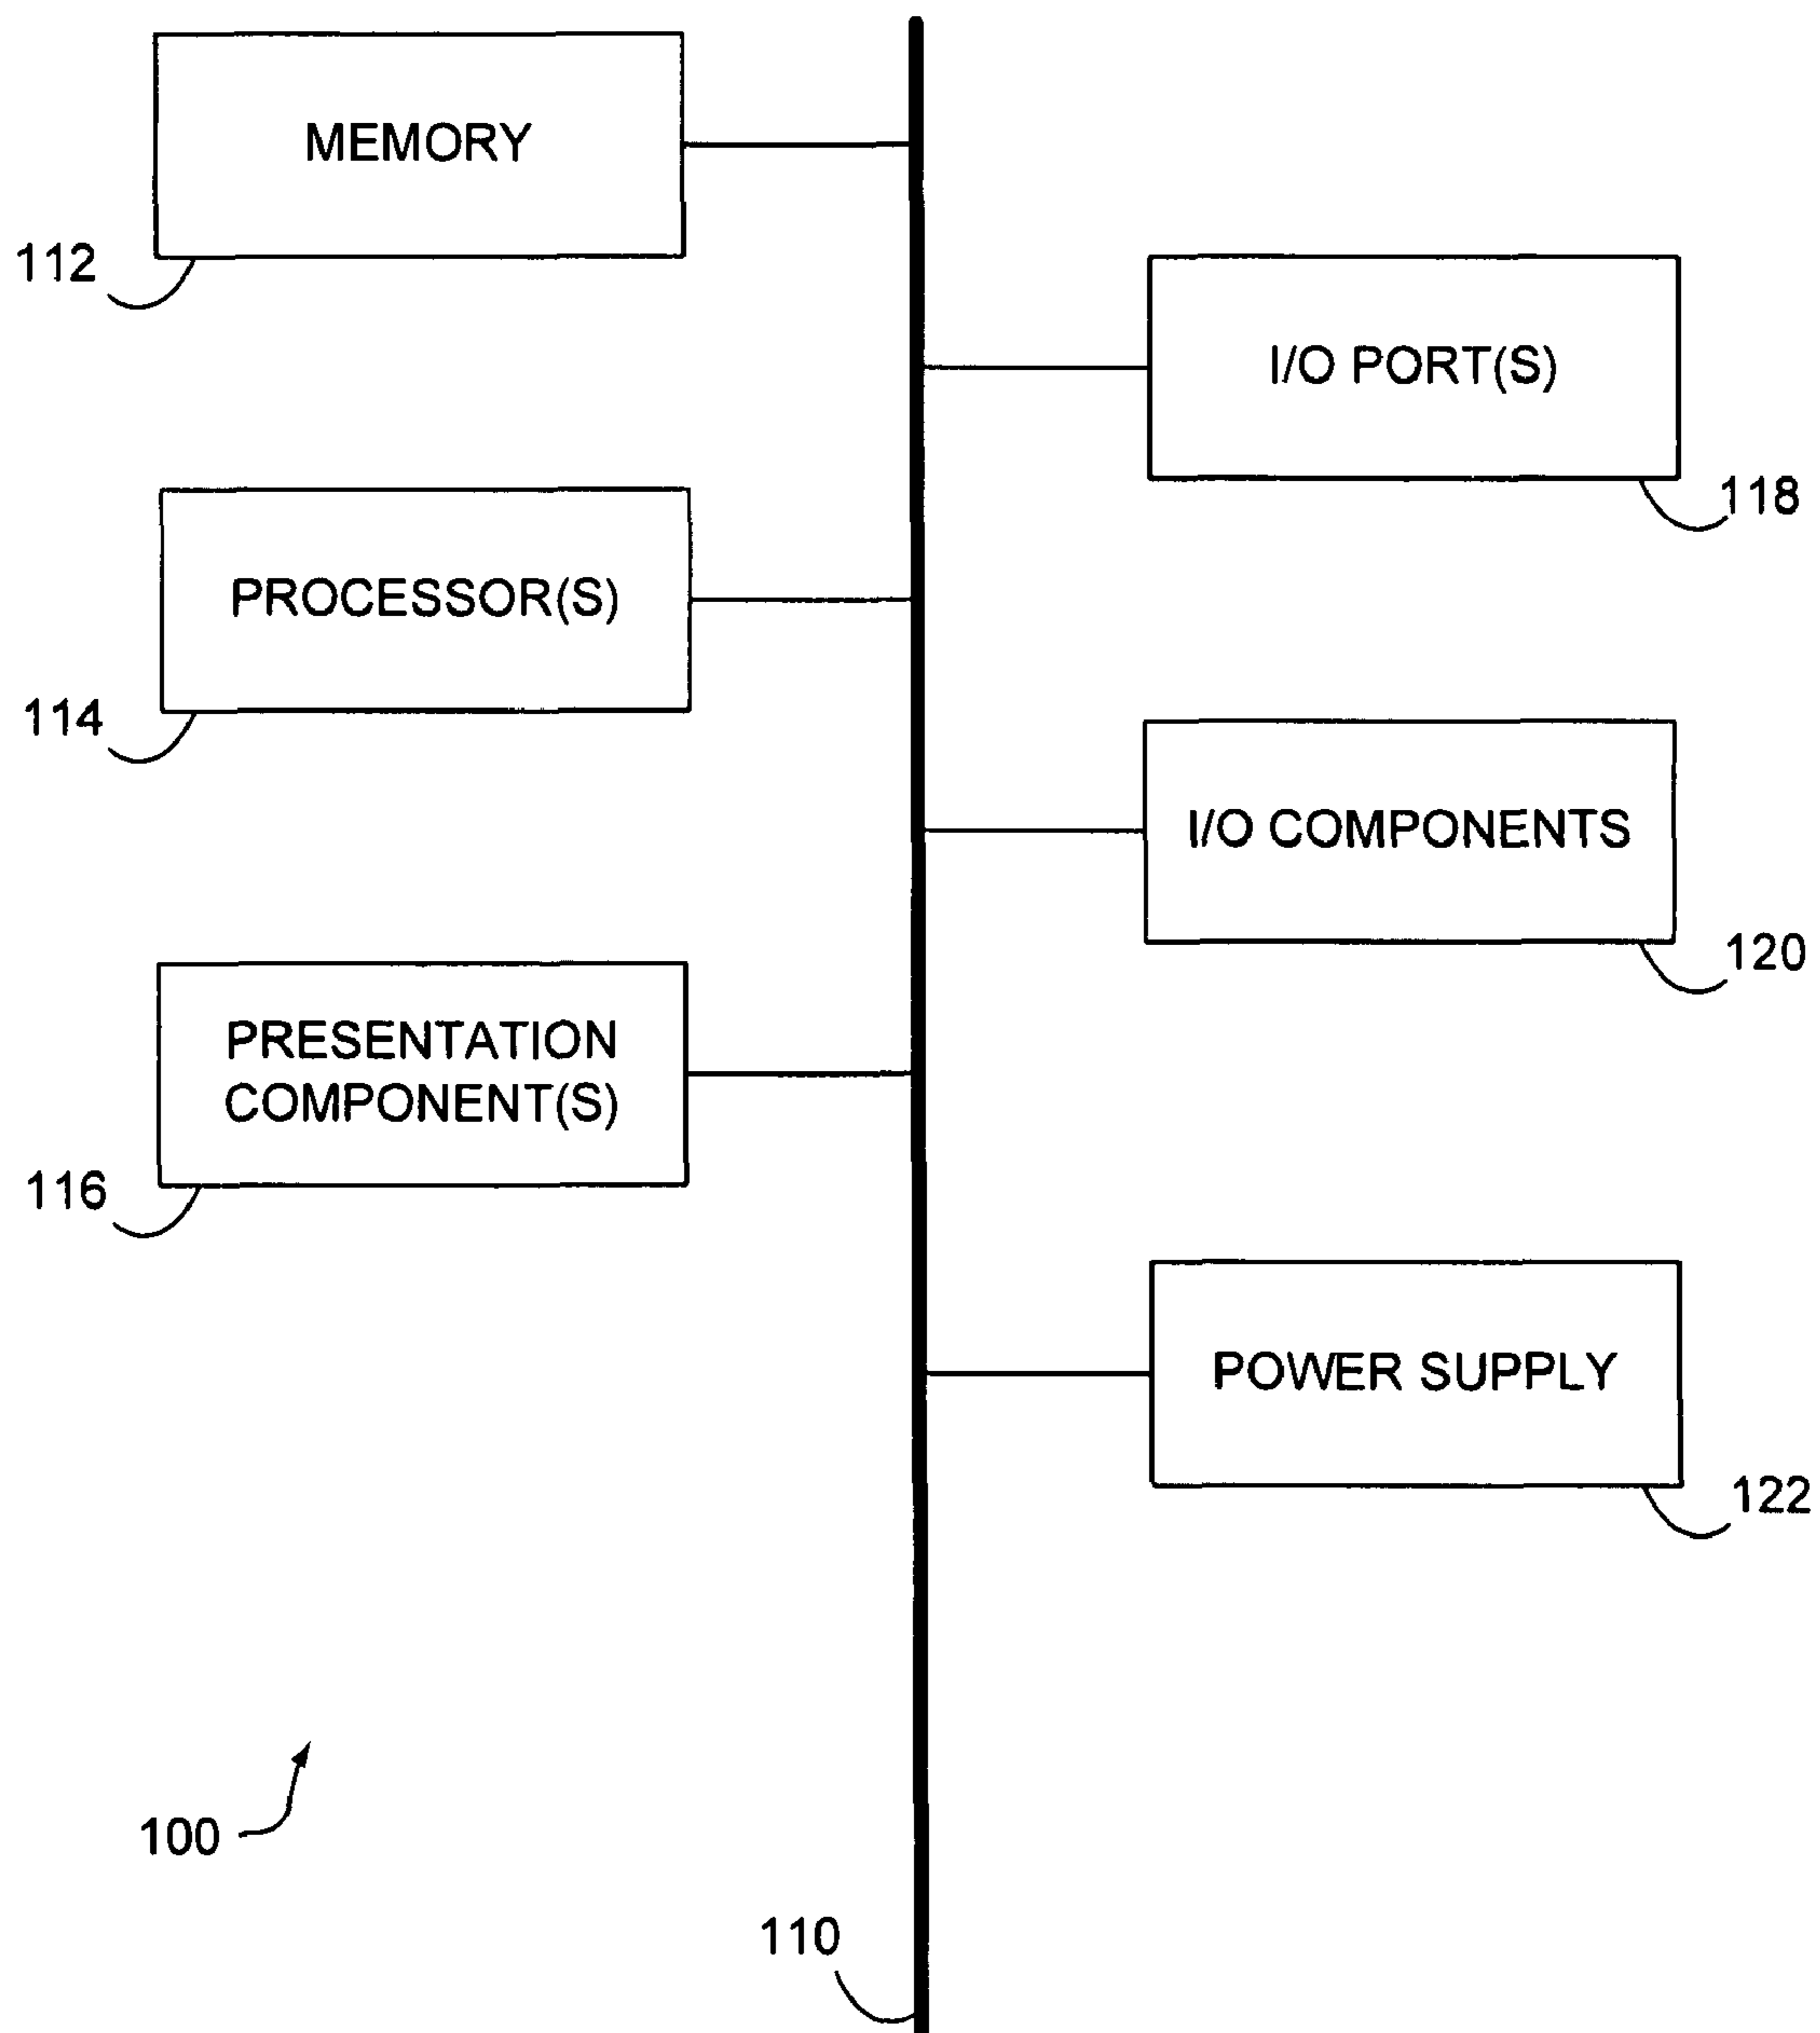 MEMORY
112
I/O PORT(S)
118
PROCESSOR(S)
114
I/O COMPONENTS
120
PRESENTATION
COMPONENT(S)
116
POWER SUPPLY
122
100
110